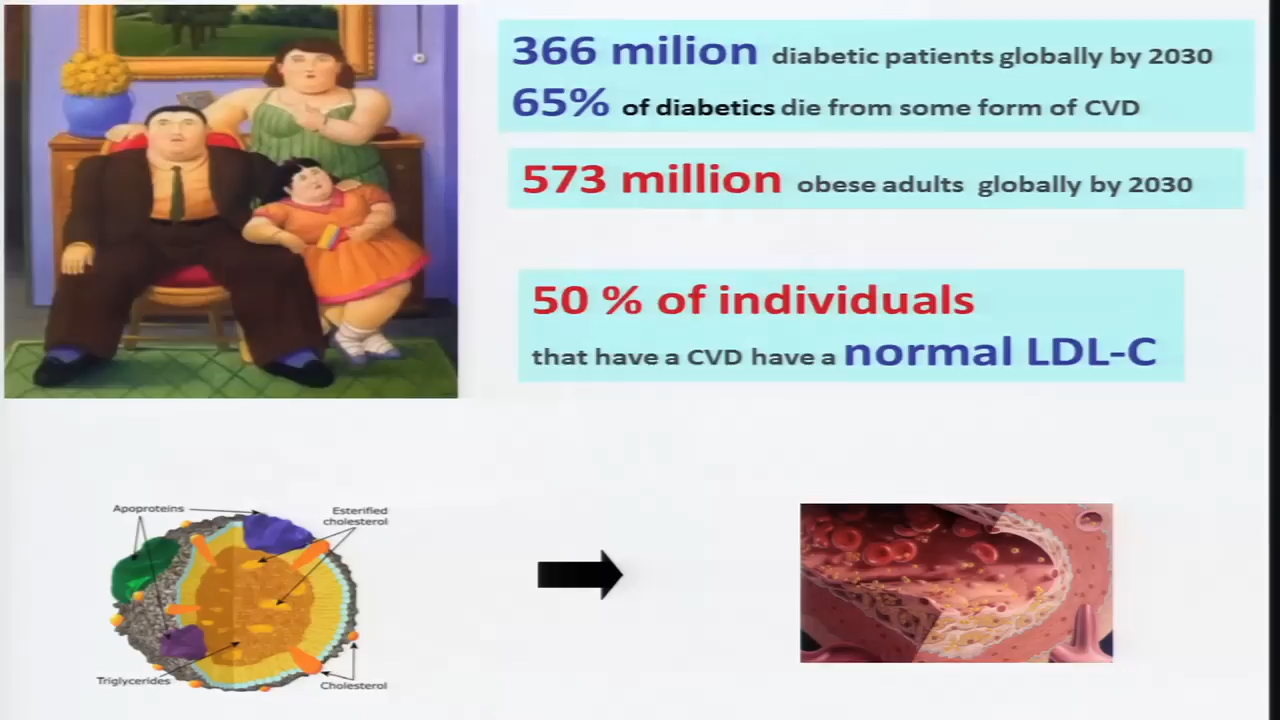 366 milion diabetic patients globally by 2030
65% of diabetics die from some form of CVD
573 million obese adults globally by 2030
50 % of individuals
that have a CVD have a normal LDL-C
Apoproteins
Esterified
cholesterol
Triglycerides
Cholesterol